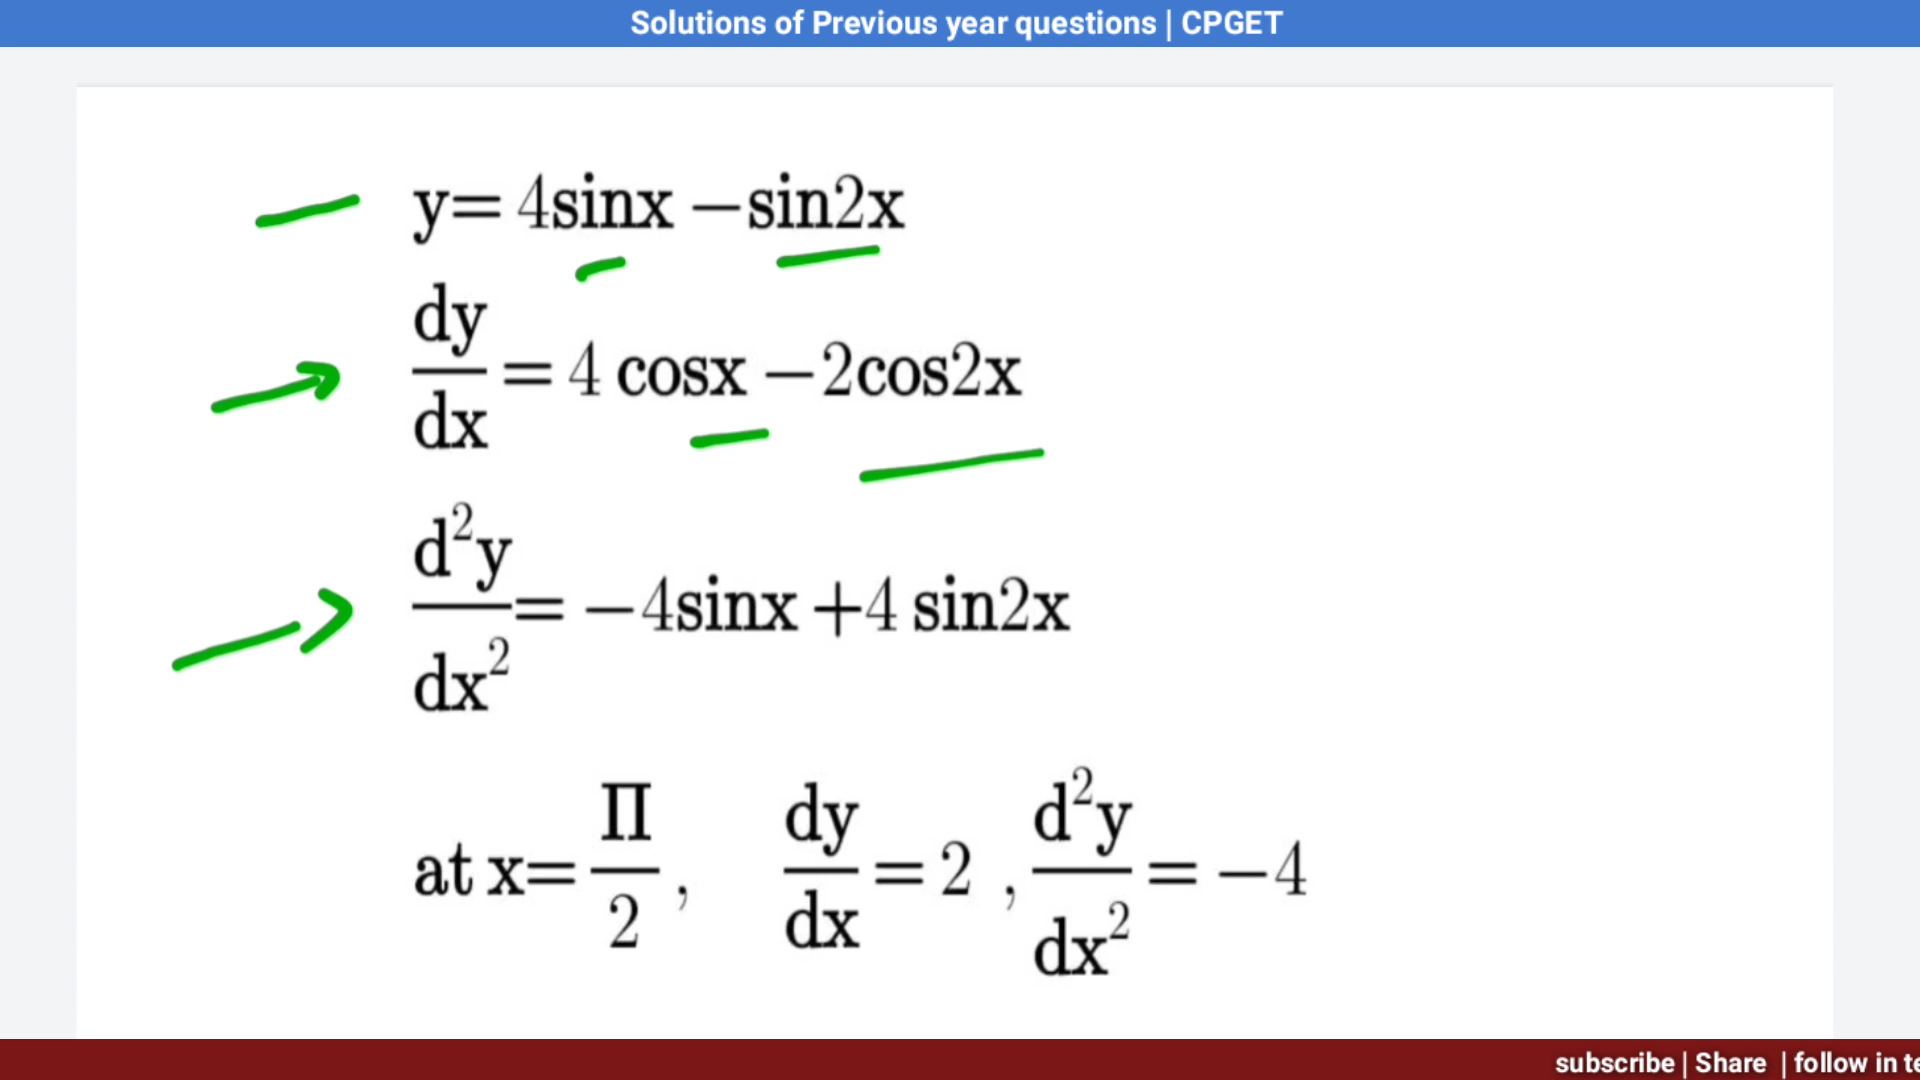 Solutions of Previous year questions | CPGET
y= 4sinx −sin2x
dy/dx = 4 cosx −2cos2x
d²y/dx² = −4sinx +4 sin2x
at x= Π/2 , dy/dx = 2 , d²y/dx² = −4
subscribe | Share | follow in